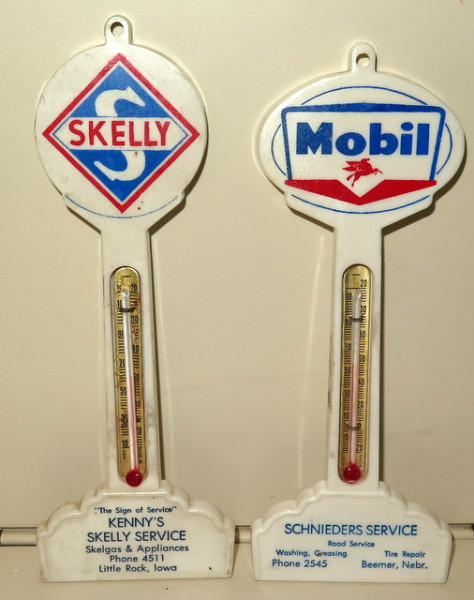 S
SKELLY
"The Sign of Service"
KENNY'S
SKELLY SERVICE
Skelgas & Appliances
Phone 4511
Little Rock, Iowa
Mobil
SCHNIEDERS SERVICE
Road Service
Washing, Greasing Tire Repair
Phone 2545 Beemer, Nebr.